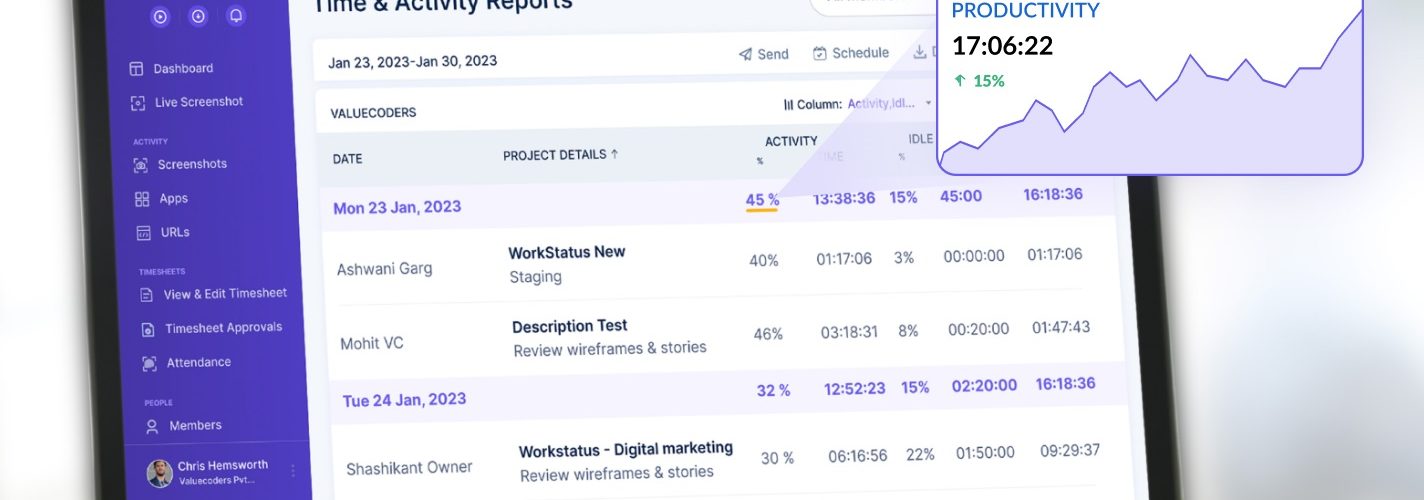 Time & Activity Reports
PRODUCTIVITY
17:06:22
15%
Jan 23, 2023-Jan 30, 2023
Send
Schedule
VALUECODERS
Column: Activity,Idl...
DATE
PROJECT DETAILS ↑
ACTIVITY
IDLE
%
%
Mon 23 Jan, 2023 45 % 13:38:36 15% 45:00 16:18:36
Ashwani Garg
WorkStatus New
Staging
40% 01:17:06 3% 00:00:00 01:17:06
Mohit VC
Description Test
Review wireframes & stories
46% 03:18:31 8% 00:20:00 01:47:43
Tue 24 Jan, 2023 32 % 12:52:23 15% 02:20:00 16:18:36
Shashikant Owner
Workstatus - Digital marketing
Review wireframes & stories
30 % 06:16:56 22% 01:50:00 09:29:37
Dashboard
Live Screenshot
ACTIVITY
Screenshots
Apps
URLs
TIMESHEETS
View & Edit Timesheet
Timesheet Approvals
Attendance
PEOPLE
Members
Chris Hemsworth
Valuecoders Pvt...